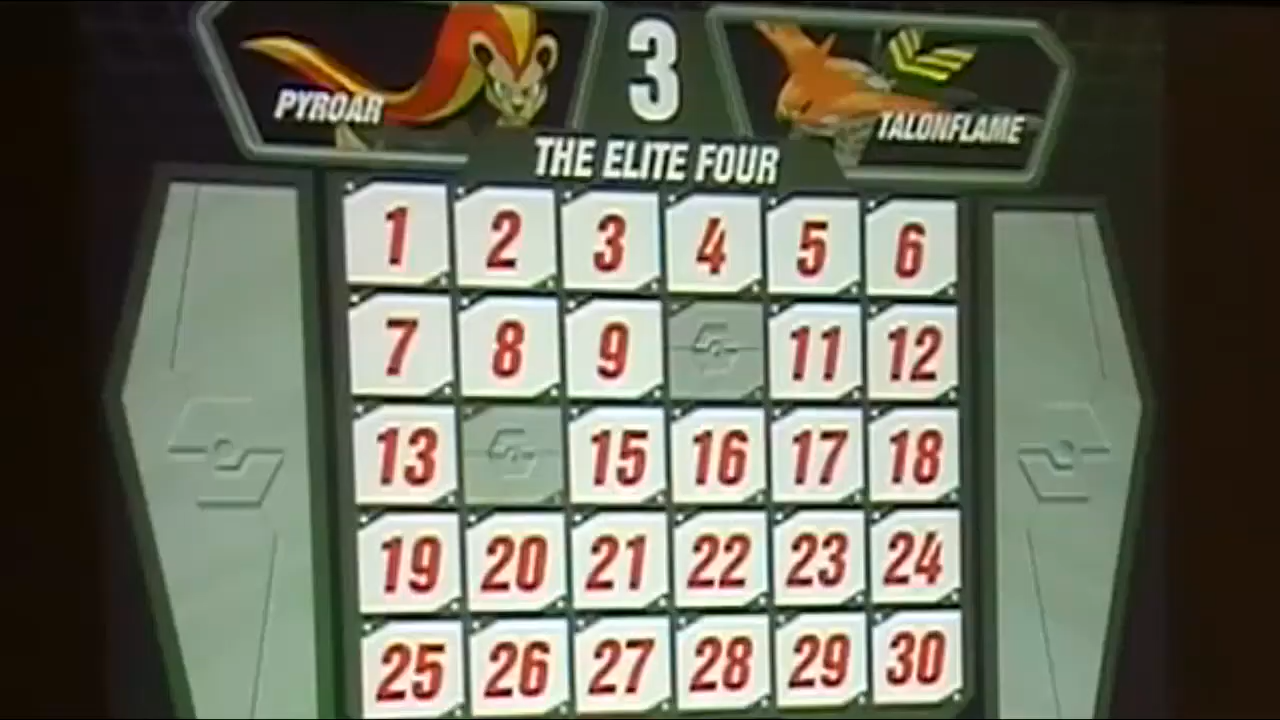 3
PYROAR
TALONFLAME
THE ELITE FOUR
1 2 3 4 5 6
7 8 9 11 12
13 15 16 17 18
19 20 21 22 23 24
25 26 27 28 29 30